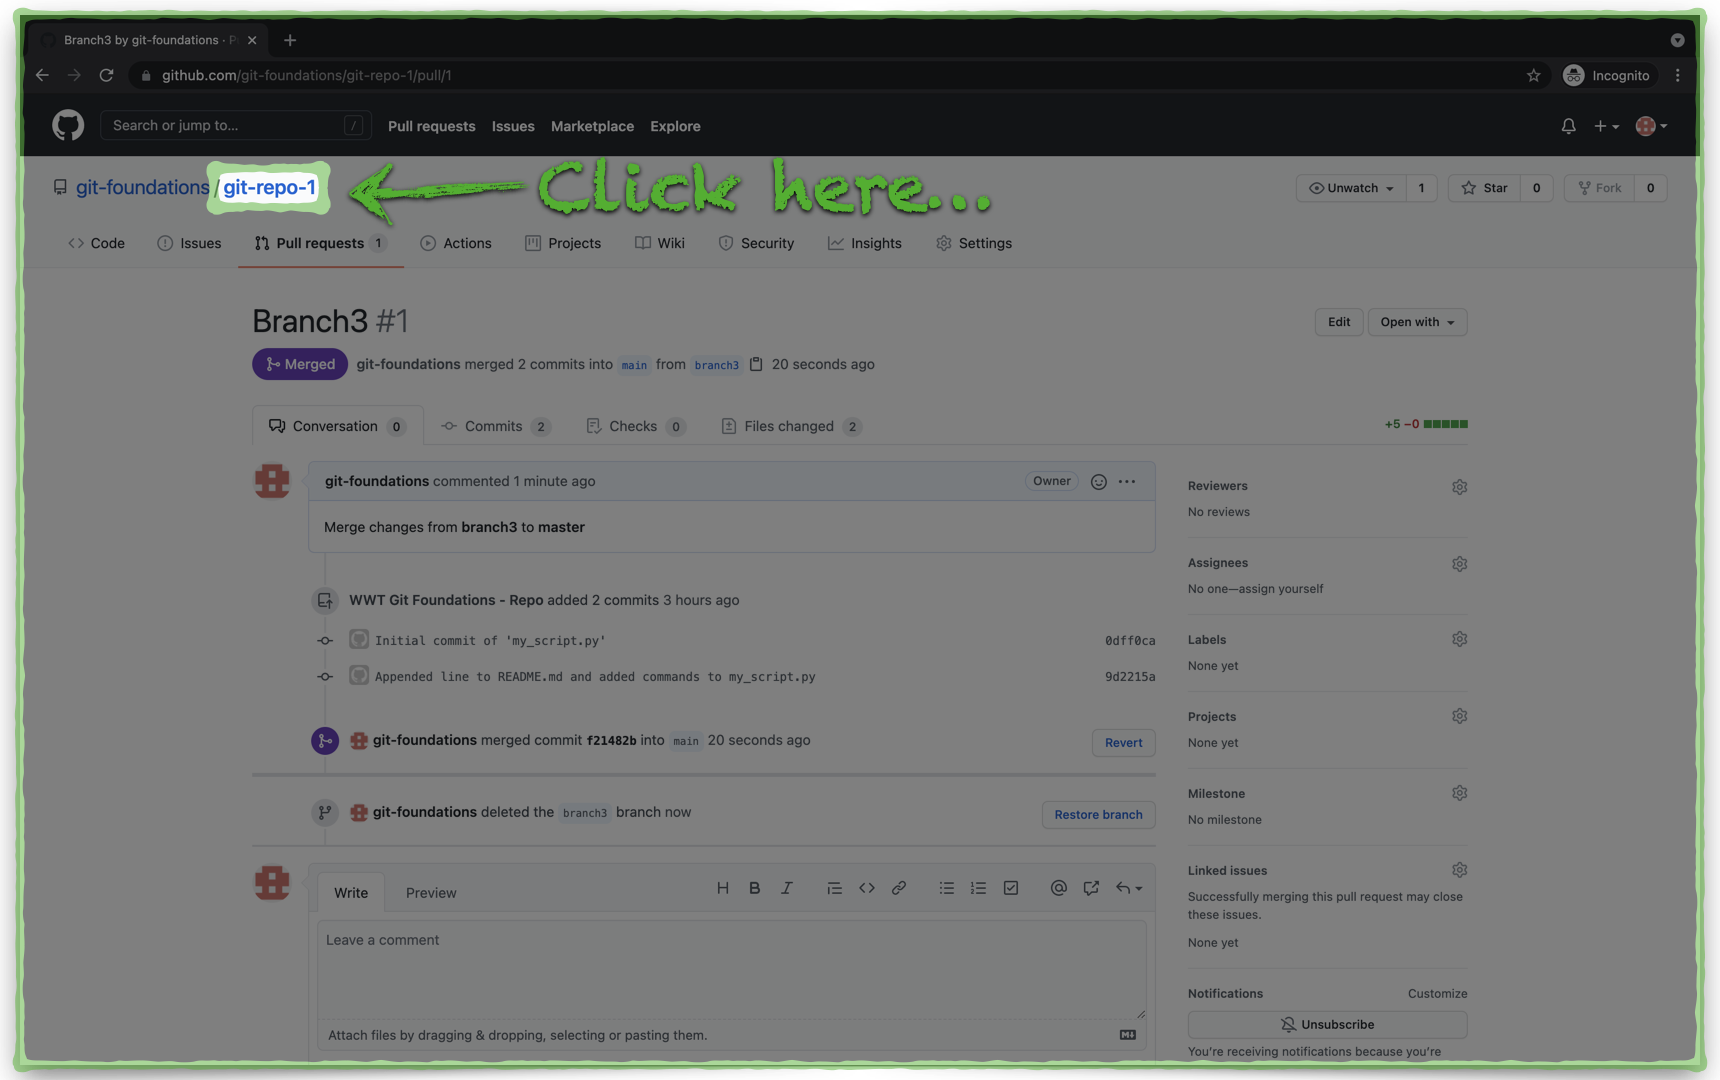 Branch3 by git-foundations · P
github.com/git-foundations/git-repo-1/pull/1
Incognito
Search or jump to... /
Pull requests Issues Marketplace Explore
git-foundations / git-repo-1
Click here...
Unwatch 1 Star 0 Fork 0
Code Issues Pull requests 1 Actions Projects Wiki Security Insights Settings
Branch3 #1
Edit Open with
Merged git-foundations merged 2 commits into main from branch3 20 seconds ago
Conversation 0 Commits 2 Checks 0 Files changed 2
+5 −0
git-foundations commented 1 minute ago Owner
Merge changes from branch3 to master
WWT Git Foundations - Repo added 2 commits 3 hours ago
Initial commit of 'my_script.py' 0dff0ca
Appended line to README.md and added commands to my_script.py 9d2215a
git-foundations merged commit f21482b into main 20 seconds ago Revert
git-foundations deleted the branch3 branch now Restore branch
Write Preview
Leave a comment
Attach files by dragging & dropping, selecting or pasting them.
Reviewers
No reviews
Assignees
No one—assign yourself
Labels
None yet
Projects
None yet
Milestone
No milestone
Linked issues
Successfully merging this pull request may close
these issues.
None yet
Notifications Customize
Unsubscribe
You're receiving notifications because you're